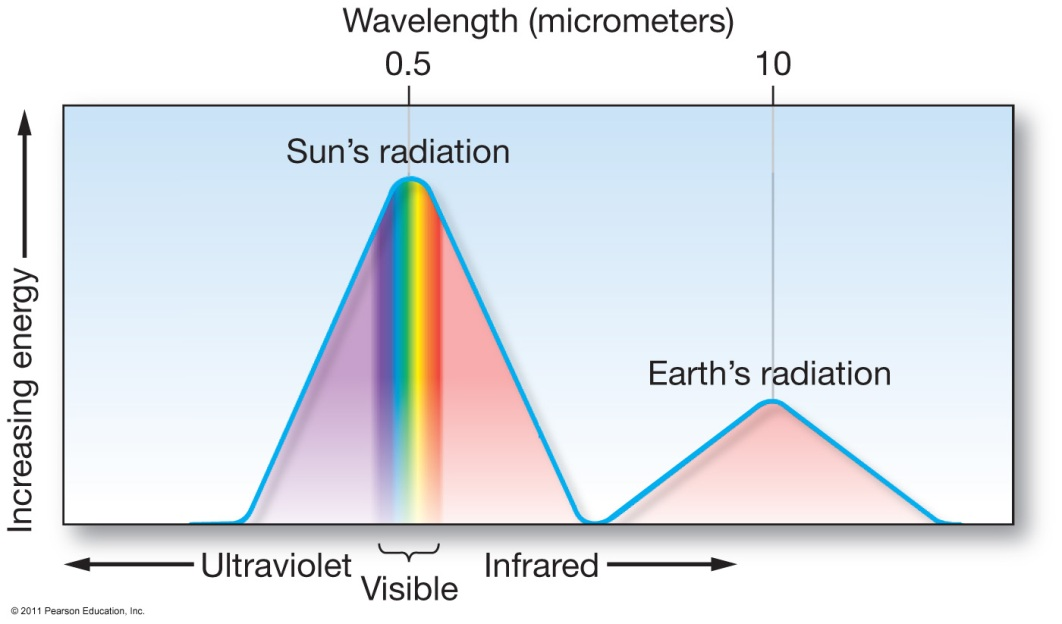 Wavelength (micrometers)
0.5
10
Sun’s radiation
Earth’s radiation
Increasing energy
Ultraviolet
Visible
Infrared
© 2011 Pearson Education, Inc.